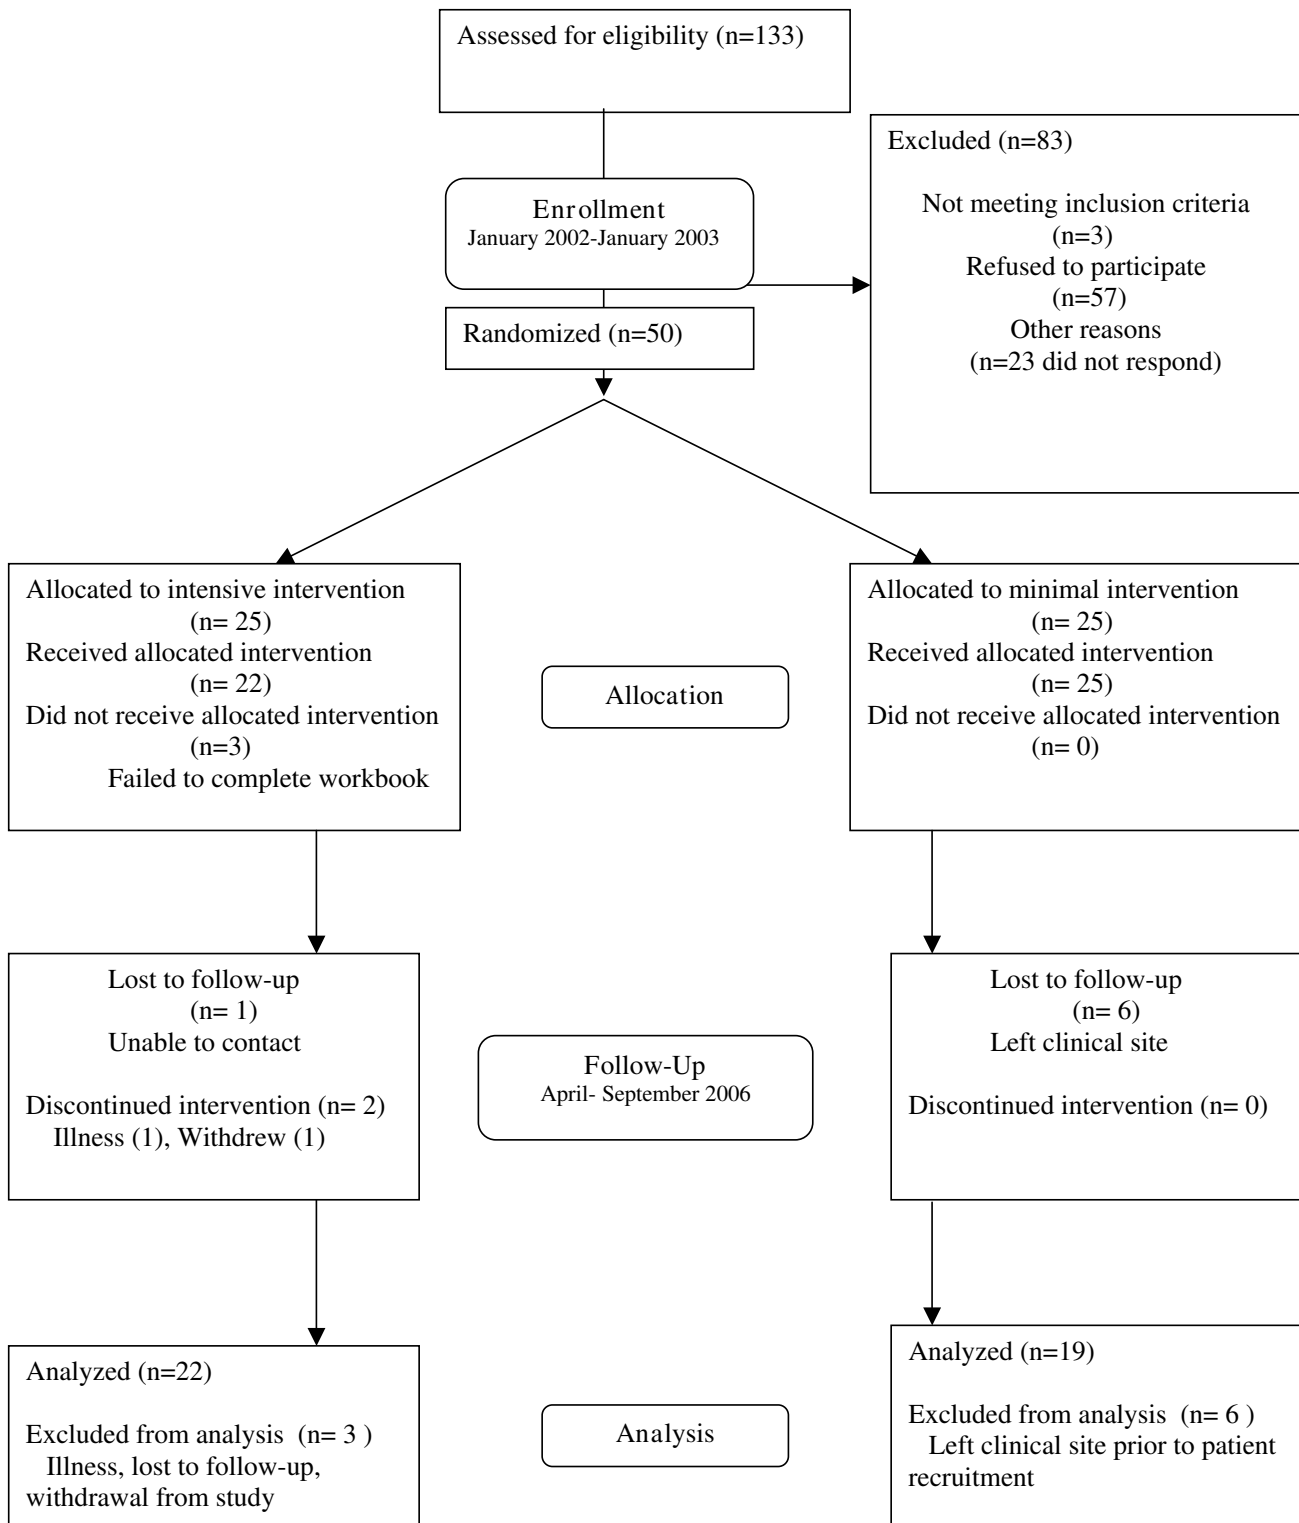 Assessed for eligibility (n=133)
Excluded (n=83)
Not meeting inclusion criteria
(n=3)
Refused to participate
(n=57)
Other reasons
(n=23 did not respond)
Enrollment
January 2002-January 2003
Randomized (n=50)
Allocated to intensive intervention
(n= 25)
Received allocated intervention
(n= 22)
Did not receive allocated intervention
(n=3)
Failed to complete workbook
Allocation
Allocated to minimal intervention
(n= 25)
Received allocated intervention
(n= 25)
Did not receive allocated intervention
(n= 0)
Lost to follow-up
(n= 1)
Unable to contact
Discontinued intervention (n= 2)
Illness (1), Withdrew (1)
Follow-Up
April- September 2006
Lost to follow-up
(n= 6)
Left clinical site
Discontinued intervention (n= 0)
Analyzed (n=22)
Excluded from analysis  (n= 3 )
Illness, lost to follow-up,
withdrawal from study
Analysis
Analyzed (n=19)
Excluded from analysis  (n= 6 )
Left clinical site prior to patient
recruitment